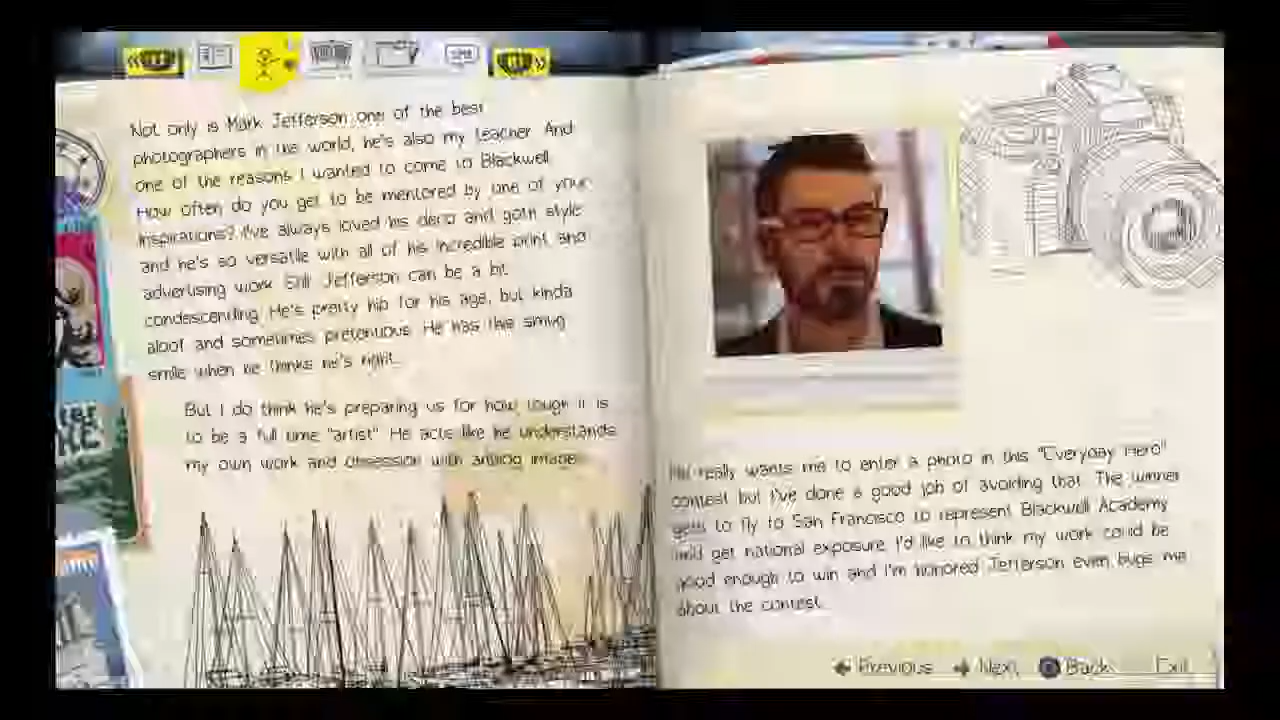 SMS
Not only is Mark Jefferson one of the best
photographers in the world, he's also my teacher. And
one of the reasons I wanted to come to Blackwell.
How often do you get to be mentored by one of your
inspirations? I've always loved his deco and goth style
and he's so versatile with all of his incredible print and
advertising work. Still, Jefferson can be a bit
condescending. He's pretty hip for his age, but kinda
aloof and sometimes pretentious. He has this smug
smile when he thinks he's right.
But I do think he's preparing us for how tough it is
to be a full time "artist". He acts like he understands
my own work and obsession with analog image
He really wants me to enter a photo in this "Everyday Hero"
contest but I've done a good job of avoiding that. The winner
gets to fly to San Francisco to represent Blackwell Academy
and get national exposure. I'd like to think my work could be
good enough to win and I'm honored Jefferson even bugs me
about the contest.
Previous Next Back Exit